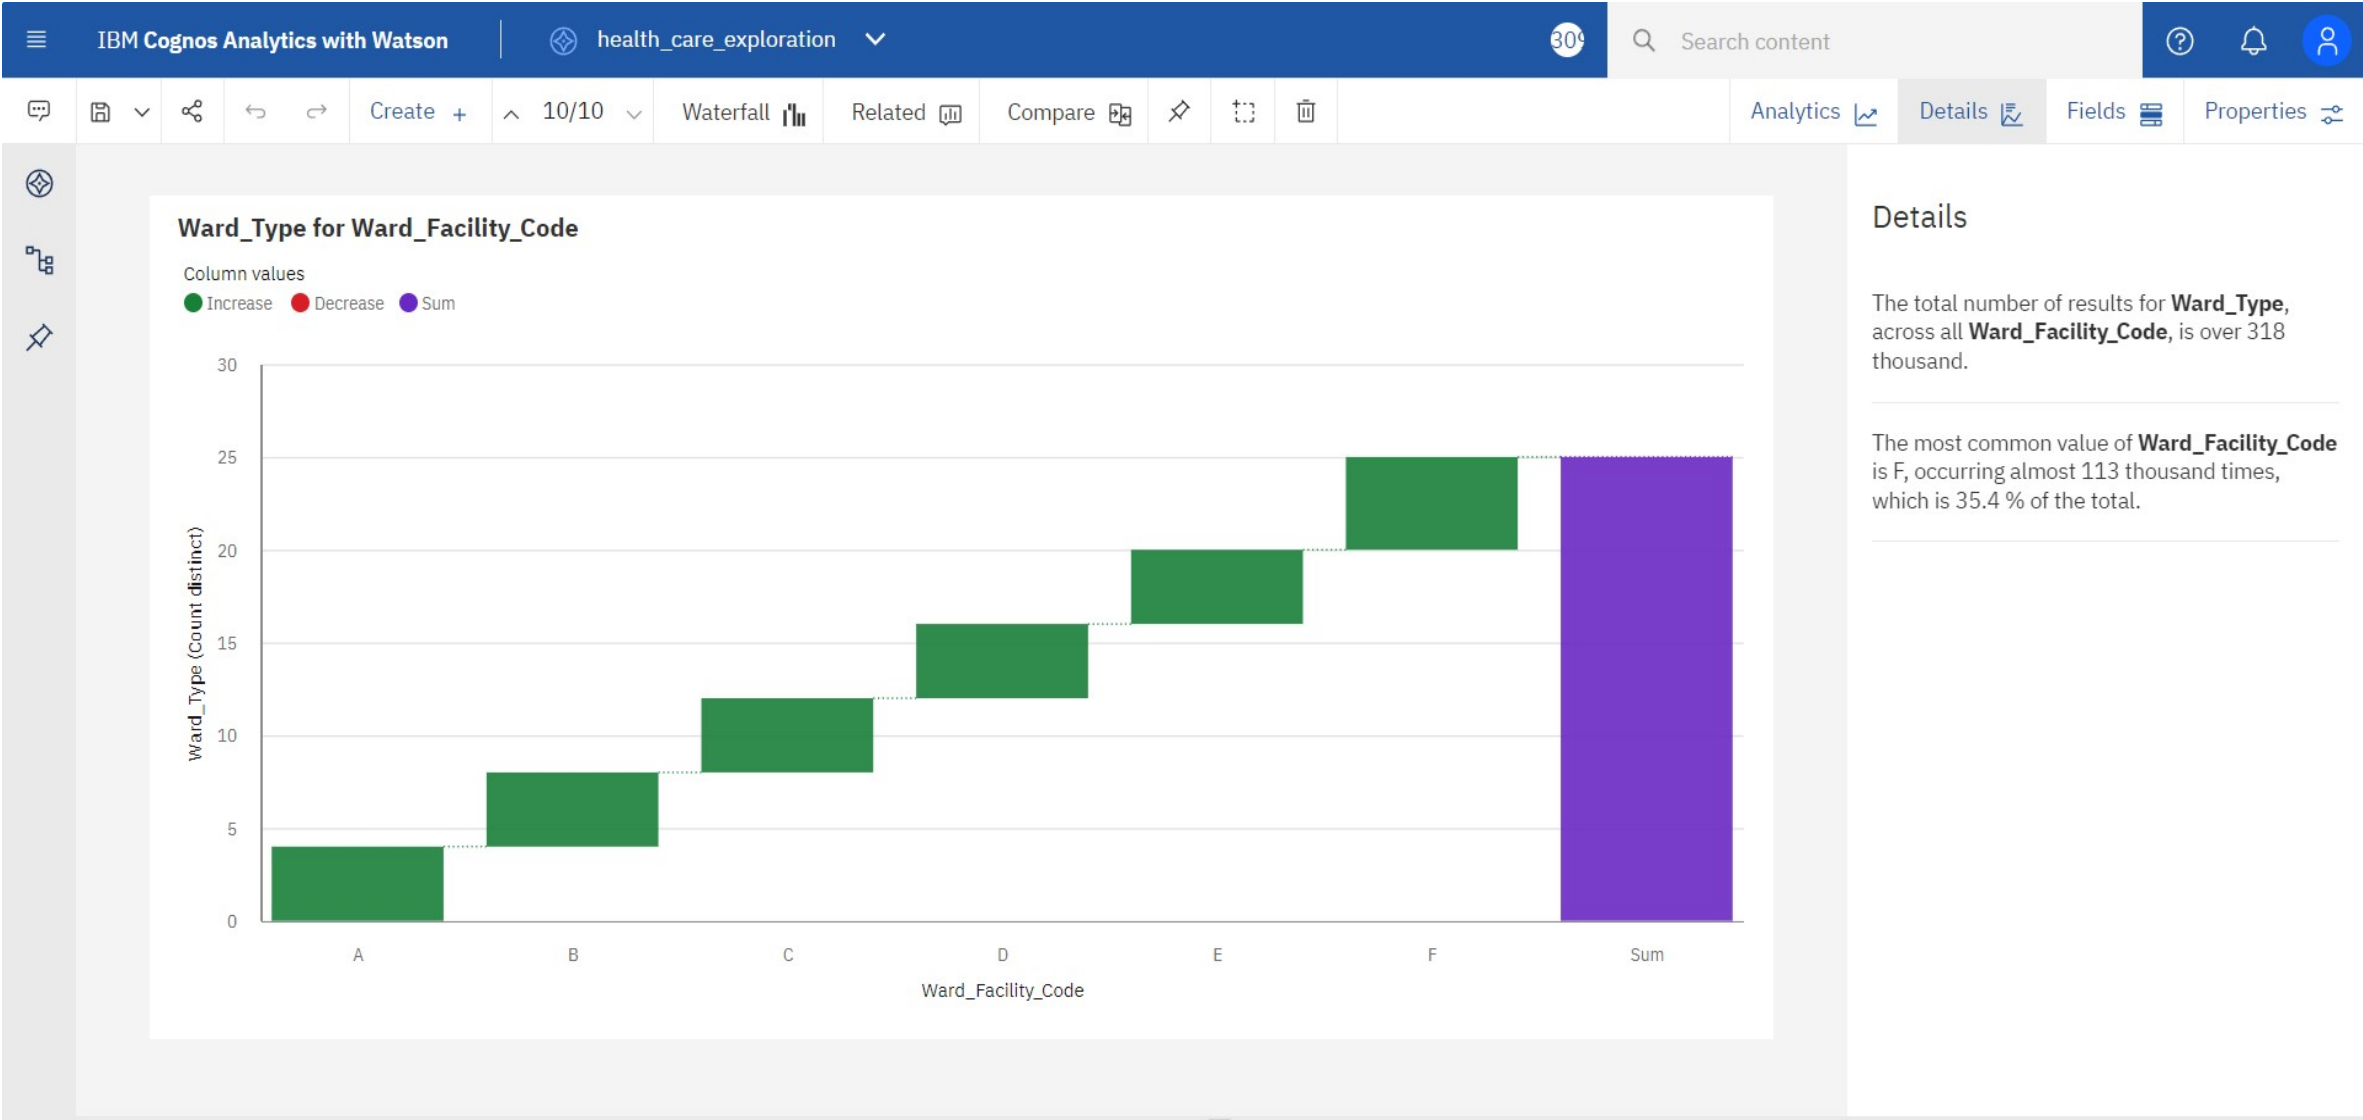 IBM Cognos Analytics with Watson
health_care_exploration
Search content
Create +
10/10
Waterfall
Related
Compare
Analytics
Details
Fields
Properties
Ward_Type for Ward_Facility_Code
Column values
Increase Decrease Sum
30
25
20
15
10
5
0
Ward_Type (Count distinct)
A B C D E F Sum
Ward_Facility_Code
Details
The total number of results for Ward_Type,
across all Ward_Facility_Code, is over 318
thousand.
The most common value of Ward_Facility_Code
is F, occurring almost 113 thousand times,
which is 35.4 % of the total.